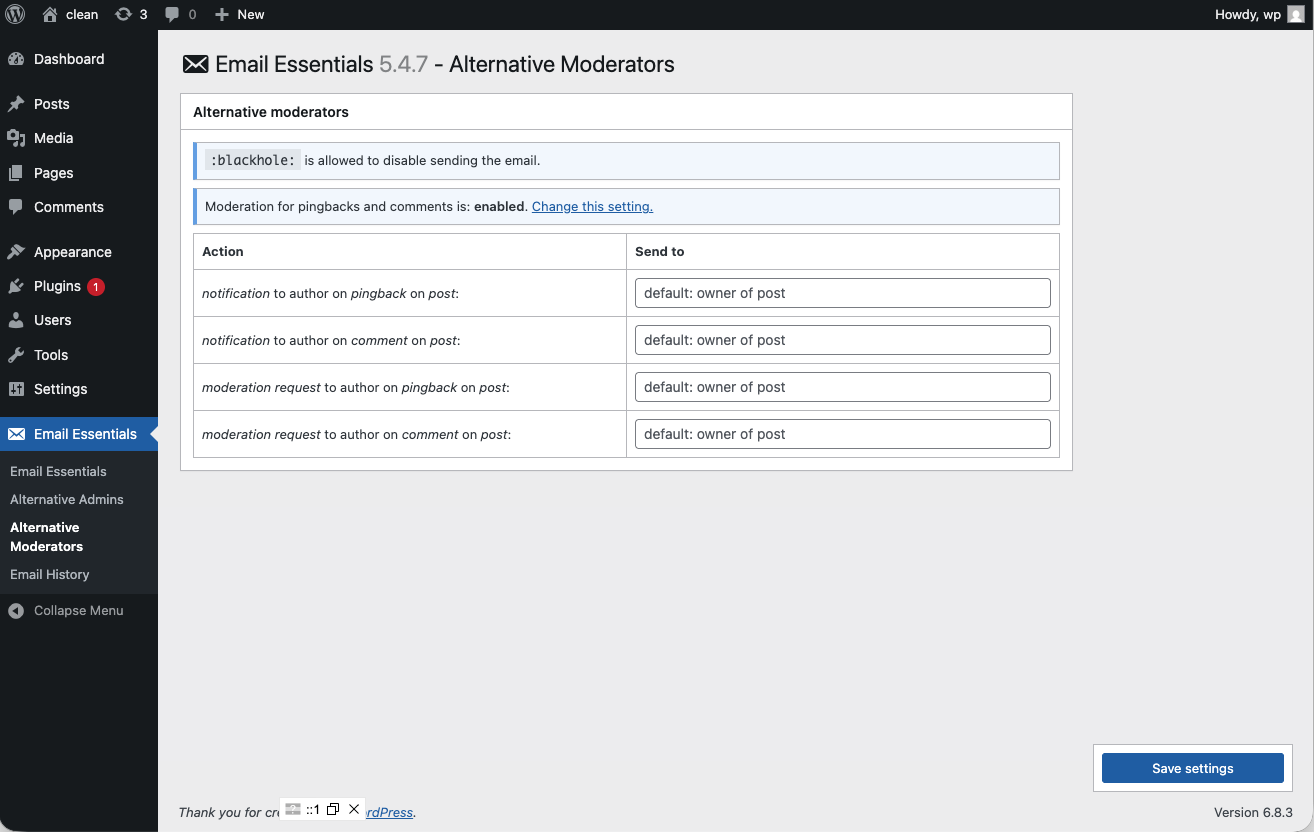 clean 3 0 New Howdy, wp
Dashboard
Posts
Media
Pages
Comments
Appearance
Plugins 1
Users
Tools
Settings
Email Essentials
Email Essentials
Alternative Admins
Alternative
Moderators
Email History
Collapse Menu
Email Essentials 5.4.7 - Alternative Moderators
Alternative moderators
:blackhole: is allowed to disable sending the email.
Moderation for pingbacks and comments is: enabled. Change this setting.
Action Send to
notification to author on pingback on post: default: owner of post
notification to author on comment on post: default: owner of post
moderation request to author on pingback on post: default: owner of post
moderation request to author on comment on post: default: owner of post
Save settings
Thank you for ::1
Version 6.8.3